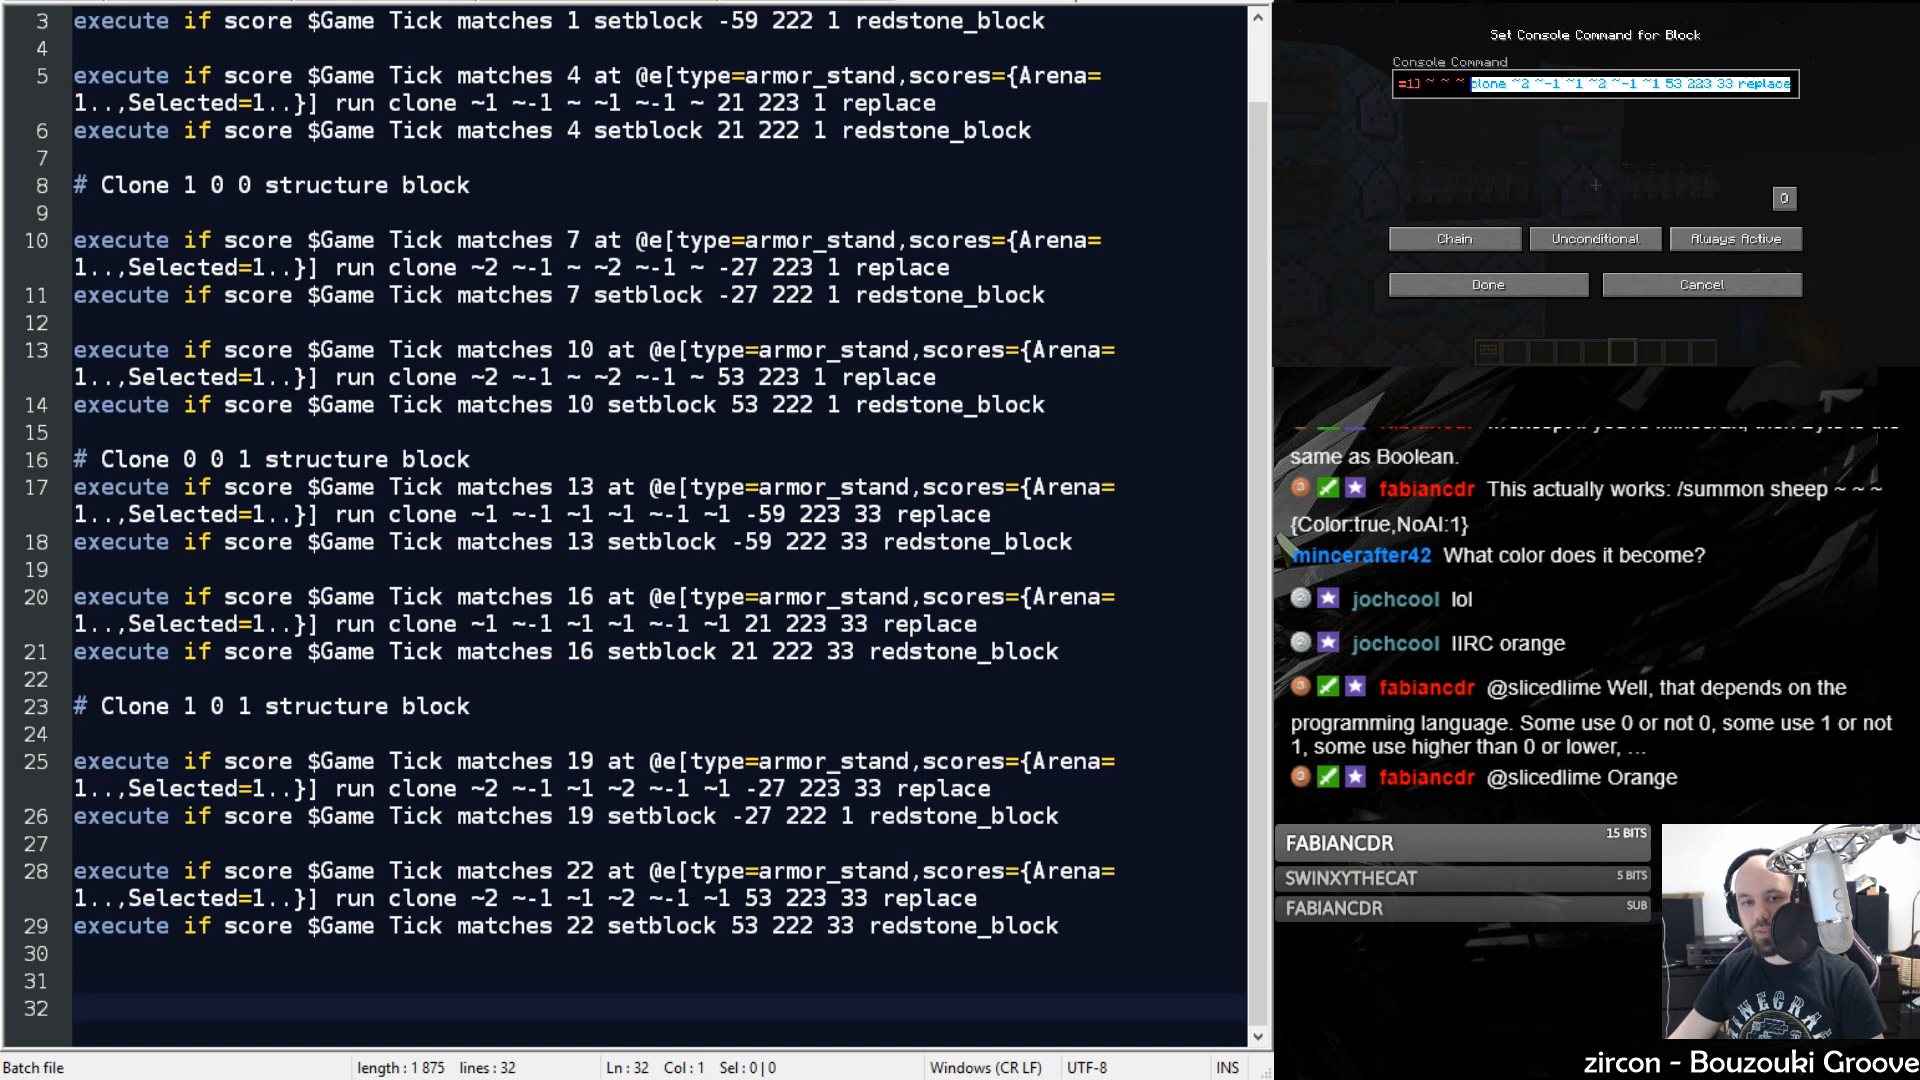 3 execute if score $Game Tick matches 1 setblock -59 222 1 redstone_block
4
5 execute if score $Game Tick matches 4 at @e[type=armor_stand,scores={Arena=
1..,Selected=1..}] run clone ~1 ~-1 ~ ~1 ~-1 ~ 21 223 1 replace
6 execute if score $Game Tick matches 4 setblock 21 222 1 redstone_block
7
8 # Clone 1 0 0 structure block
9
10 execute if score $Game Tick matches 7 at @e[type=armor_stand,scores={Arena=
1..,Selected=1..}] run clone ~2 ~-1 ~ ~2 ~-1 ~ -27 223 1 replace
11 execute if score $Game Tick matches 7 setblock -27 222 1 redstone_block
12
13 execute if score $Game Tick matches 10 at @e[type=armor_stand,scores={Arena=
1..,Selected=1..}] run clone ~2 ~-1 ~ ~2 ~-1 ~ 53 223 1 replace
14 execute if score $Game Tick matches 10 setblock 53 222 1 redstone_block
15
16 # Clone 0 0 1 structure block
17 execute if score $Game Tick matches 13 at @e[type=armor_stand,scores={Arena=
1..,Selected=1..}] run clone ~1 ~-1 ~1 ~1 ~-1 ~1 -59 223 33 replace
18 execute if score $Game Tick matches 13 setblock -59 222 33 redstone_block
19
20 execute if score $Game Tick matches 16 at @e[type=armor_stand,scores={Arena=
1..,Selected=1..}] run clone ~1 ~-1 ~1 ~1 ~-1 ~1 21 223 33 replace
21 execute if score $Game Tick matches 16 setblock 21 222 33 redstone_block
22
23 # Clone 1 0 1 structure block
24
25 execute if score $Game Tick matches 19 at @e[type=armor_stand,scores={Arena=
1..,Selected=1..}] run clone ~2 ~-1 ~1 ~2 ~-1 ~1 -27 223 33 replace
26 execute if score $Game Tick matches 19 setblock -27 222 1 redstone_block
27
28 execute if score $Game Tick matches 22 at @e[type=armor_stand,scores={Arena=
1..,Selected=1..}] run clone ~2 ~-1 ~1 ~2 ~-1 ~1 53 223 33 replace
29 execute if score $Game Tick matches 22 setblock 53 222 33 redstone_block
30
31
32
Batch file length : 1 875 lines : 32 Ln : 32 Col : 1 Sel : 0 | 0 Windows (CR LF) UTF-8 INS
Set Console Command for Block
Console Command
=1] ~ ~ ~ clone ~2 ~-1 ~1 ~2 ~-1 ~1 53 223 33 replace
0
Chain Unconditional Always Active
Done Cancel
same as Boolean.
fabiancdr This actually works: /summon sheep ~ ~ ~
{Color:true,NoAI:1}
mincerafter42 What color does it become?
jochcool lol
jochcool IIRC orange
fabiancdr @slicedlime Well, that depends on the
programming language. Some use 0 or not 0, some use 1 or not
1, some use higher than 0 or lower, ...
fabiancdr @slicedlime Orange
FABIANCDR 15 BITS
SWINXYTHECAT 5 BITS
FABIANCDR SUB
zircon - Bouzouki Groove